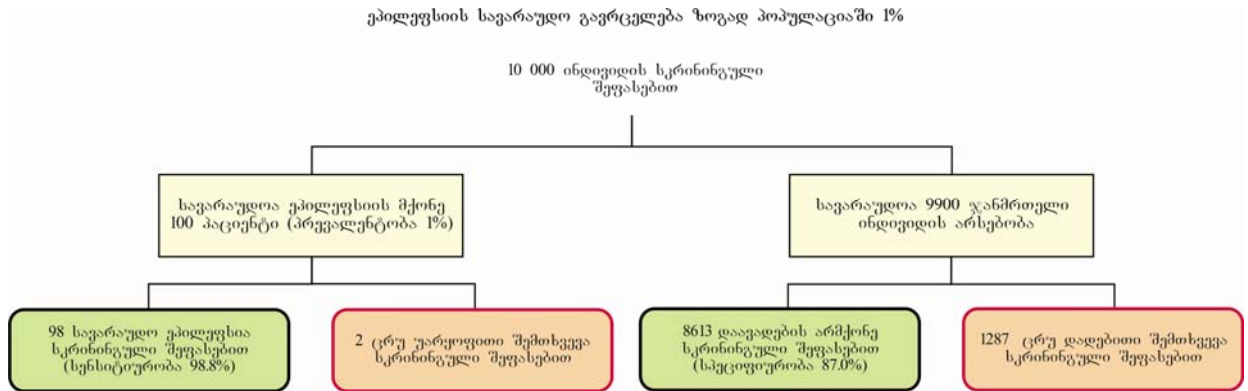 ეპილეფსიის სავარაუდო გავრცელება ზოგად პოპულაციაში 1%
10 000 ინდივიდის სკრინინგული
შეფასებით
სავარაუდოა ეპილეფსიის მქონე
100 პაციენტი (პრევალენტობა 1%)
სავარაუდოა 9900 ჯანმრთელი
ინდივიდის არსებობა
98 სავარაუდო ეპილეფსია
სკრინინგული შეფასებით
(სენსიტიურობა 98.8%)
2 ცრუ უარყოფითი შემთხვევა
სკრინინგული შეფასებით
8613 დაავადების არმქონე
სკრინინგული შეფასებით
(სპეციფიურობა 87.0%)
1287 ცრუ დადებითი შემთხვევა
სკრინინგული შეფასებით